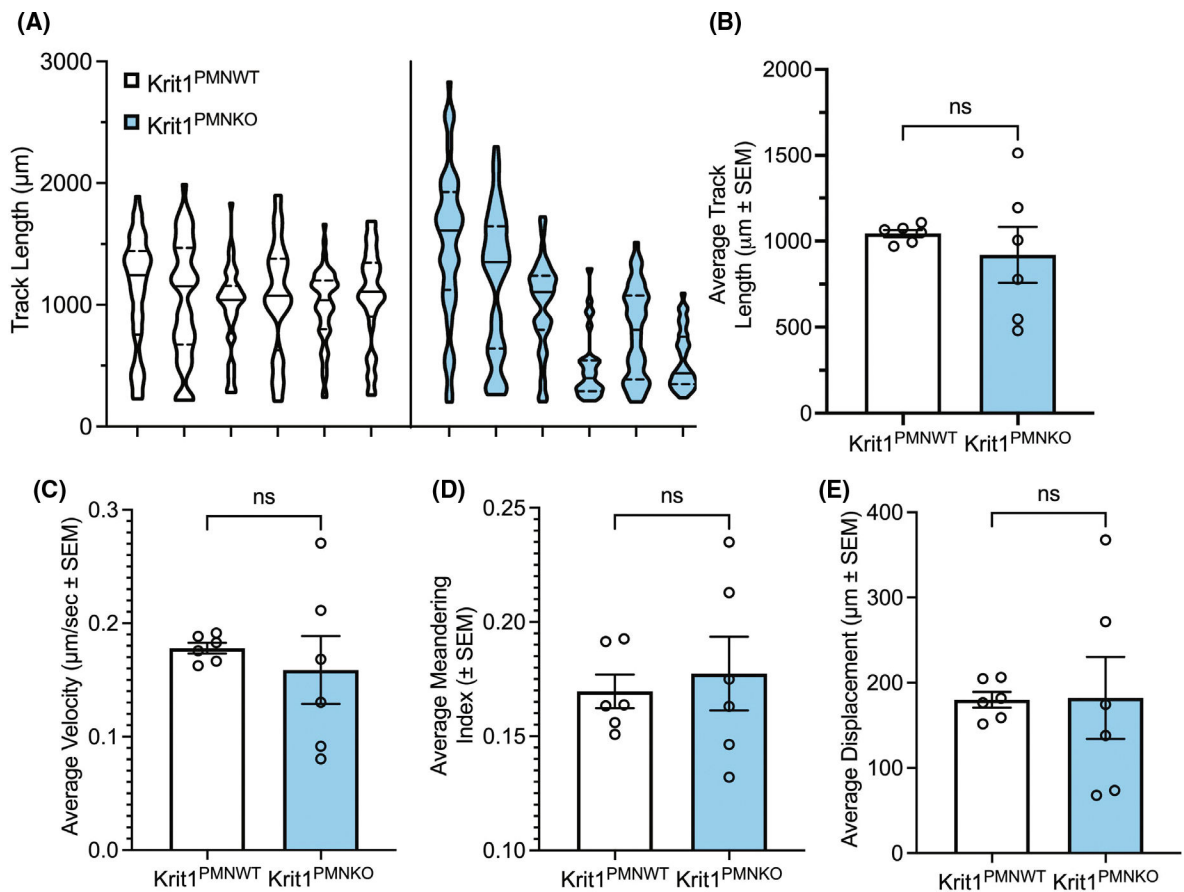 (A)
Track Length (μm)
3000
2000
1000
0
Krit1PMNWT
Krit1PMNKO
(B)
Average Track
Length (μm ± SEM)
2000
1500
1000
500
0
ns
Krit1PMNWT
Krit1PMNKO
(C)
Average Velocity (μm/sec ± SEM)
0.3
0.2
0.1
0.0
ns
Krit1PMNWT
Krit1PMNKO
(D)
Average Meandering
Index (± SEM)
0.25
0.20
0.15
0.10
ns
Krit1PMNWT
Krit1PMNKO
(E)
Average Displacement (μm ± SEM)
400
300
200
100
0
ns
Krit1PMNWT
Krit1PMNKO